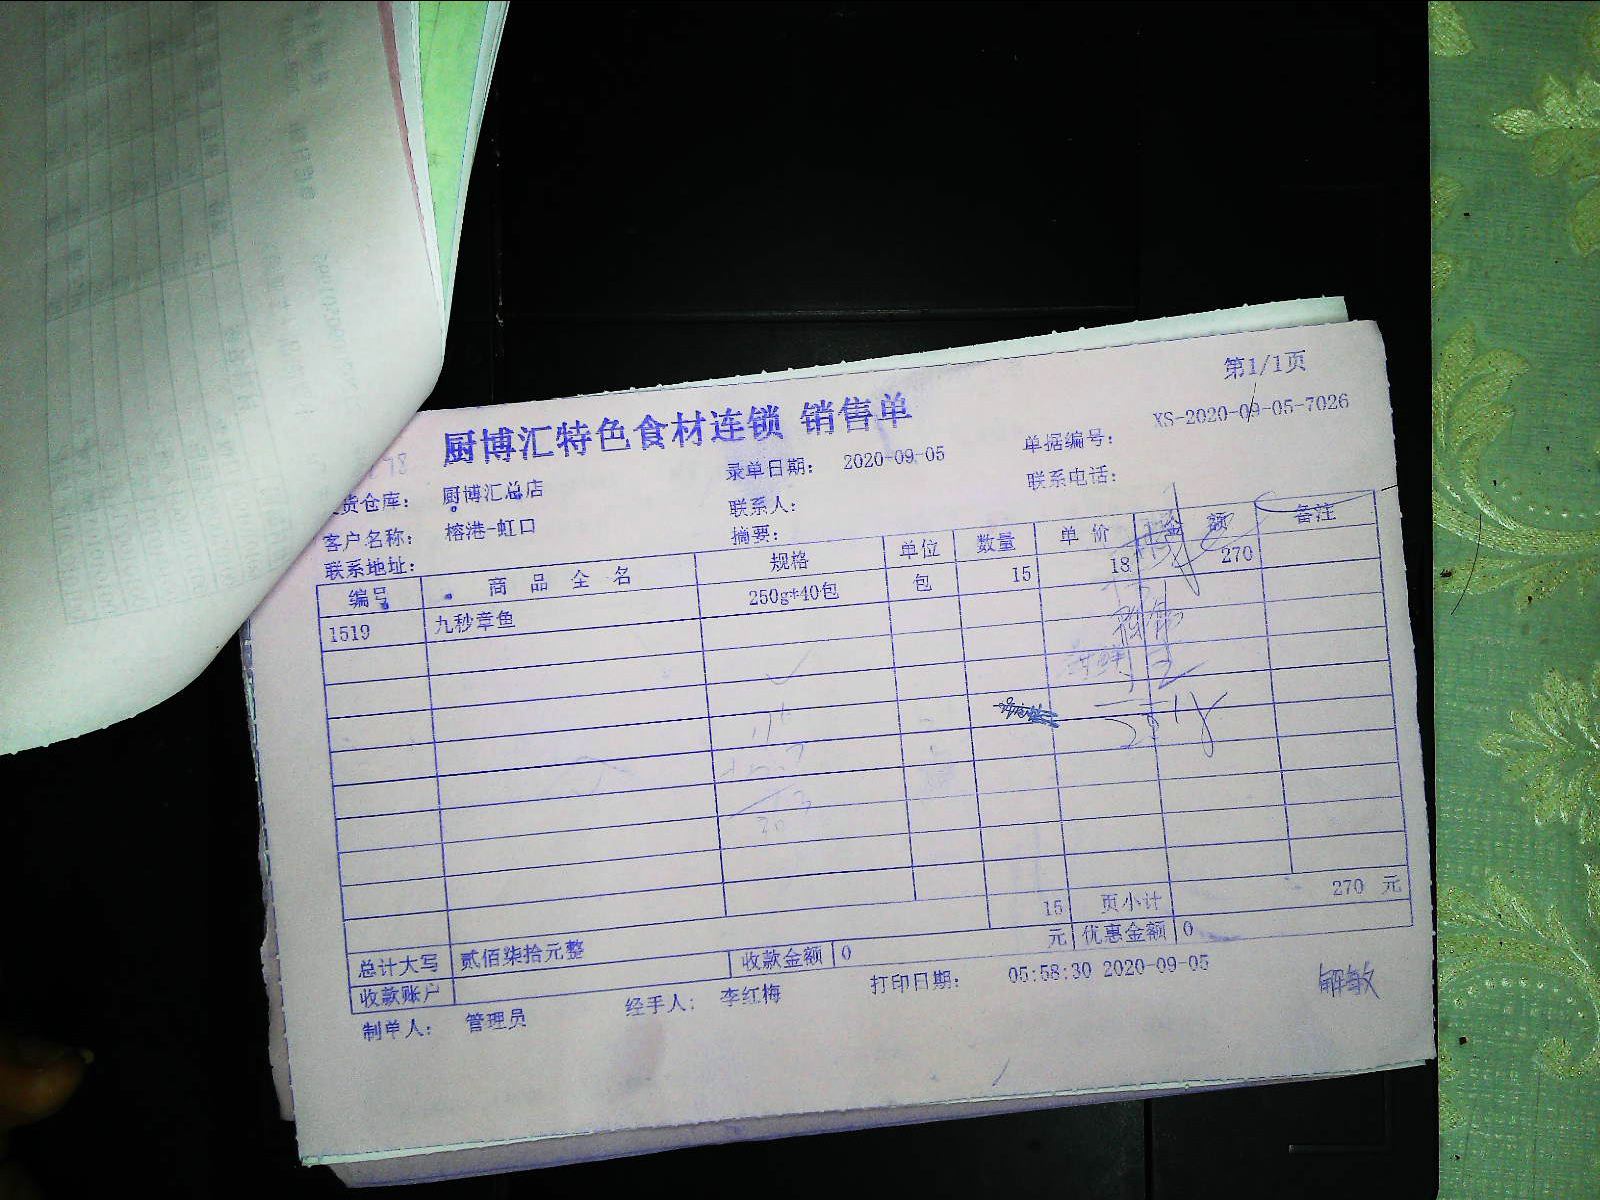 第1/1页
厨博汇特色食材连锁 销售单
XS-2020-09-05-7026
货仓库: 厨博汇总店 录单日期: 2020-09-05 单据编号:
客户名称: 榕港-虹口 联系人: 联系电话:
联系地址: 摘要:
编号 商品全名 规格 单位 数量 单价 金额 备注
1519 九秒章鱼 250g*40包 包 15 18 270
15 页小计 270 元
总计大写 贰佰柒拾元整 收款金额 0 元 优惠金额 0
收款账户
制单人: 管理员 经手人: 李红梅 打印日期: 05:58:30 2020-09-05
解敏